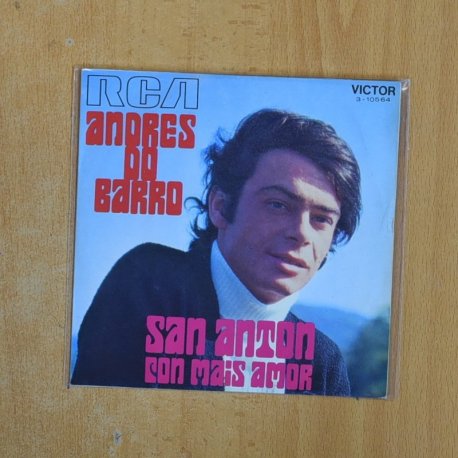 RCA
VICTOR
3-10564
ANDRES
DO
BARRO
SAN ANTON
CON MAIS AMOR